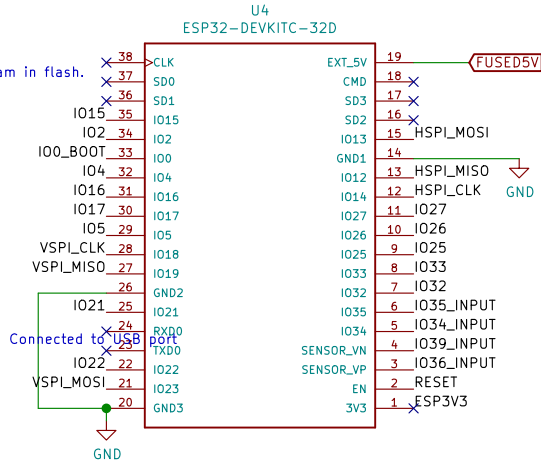 U4
ESP32-DEVKITC-32D
38 CLK EXT_5V 19 FUSED5V
am in flash. 37 SD0 CMD 18
36 SD1 SD3 17
IO15 35 IO15 SD2 16
IO2 34 IO2 IO13 15 HSPI_MOSI
IO0_BOOT 33 IO0 GND1 14
IO4 32 IO4 IO12 13 HSPI_MISO
IO16 31 IO16 IO14 12 HSPI_CLK
GND
IO17 30 IO17 IO27 11 IO27
IO5 29 IO5 IO26 10 IO26
VSPI_CLK 28 IO18 IO25 9 IO25
VSPI_MISO 27 IO19 IO33 8 IO33
26 GND2 IO32 7 IO32
IO21 25 IO21 IO35 6 IO35_INPUT
24 RXD0 IO34 5 IO34_INPUT
Connected to USB port
23 TXD0 SENSOR_VN 4 IO39_INPUT
IO22 22 IO22 SENSOR_VP 3 IO36_INPUT
VSPI_MOSI 21 IO23 EN 2 RESET
20 GND3 3V3 1 ESP3V3
GND